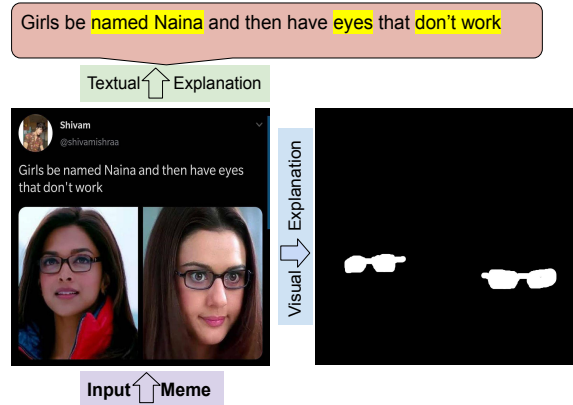 Girls be named Naina and then have eyes that don't work
Textual Explanation
Shivam
@shivamishraa
Girls be named Naina and then have eyes
that don't work
Visual Explanation
Input Meme